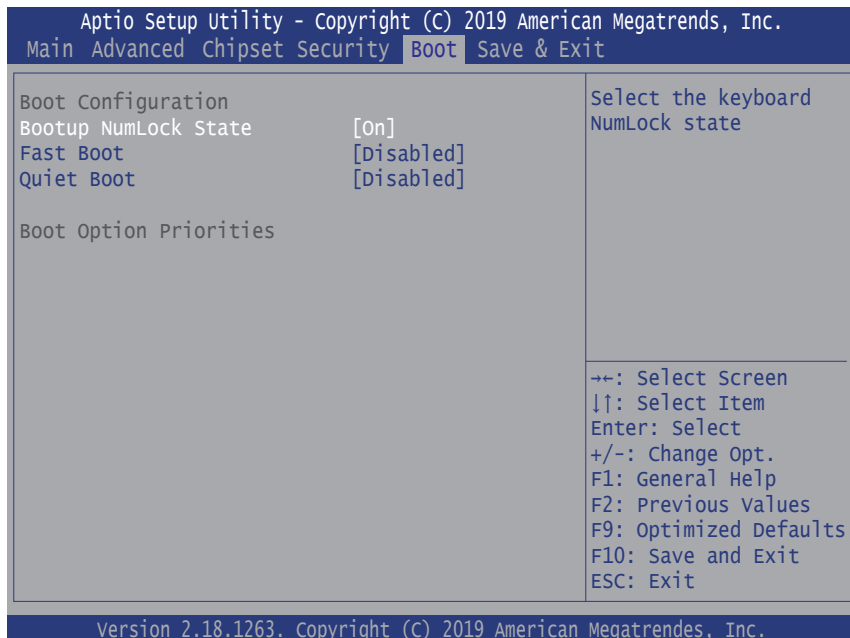 Aptio Setup Utility - Copyright (C) 2019 American Megatrends, Inc.
Main Advanced Chipset Security Boot Save & Exit
Boot Configuration
Bootup NumLock State [On]
Fast Boot [Disabled]
Quiet Boot [Disabled]
Boot Option Priorities
Select the keyboard
NumLock state
→←: Select Screen
↓↑: Select Item
Enter: Select
+/-: Change Opt.
F1: General Help
F2: Previous Values
F9: Optimized Defaults
F10: Save and Exit
ESC: Exit
Version 2.18.1263. Copyright (C) 2019 American Megatrendes, Inc.